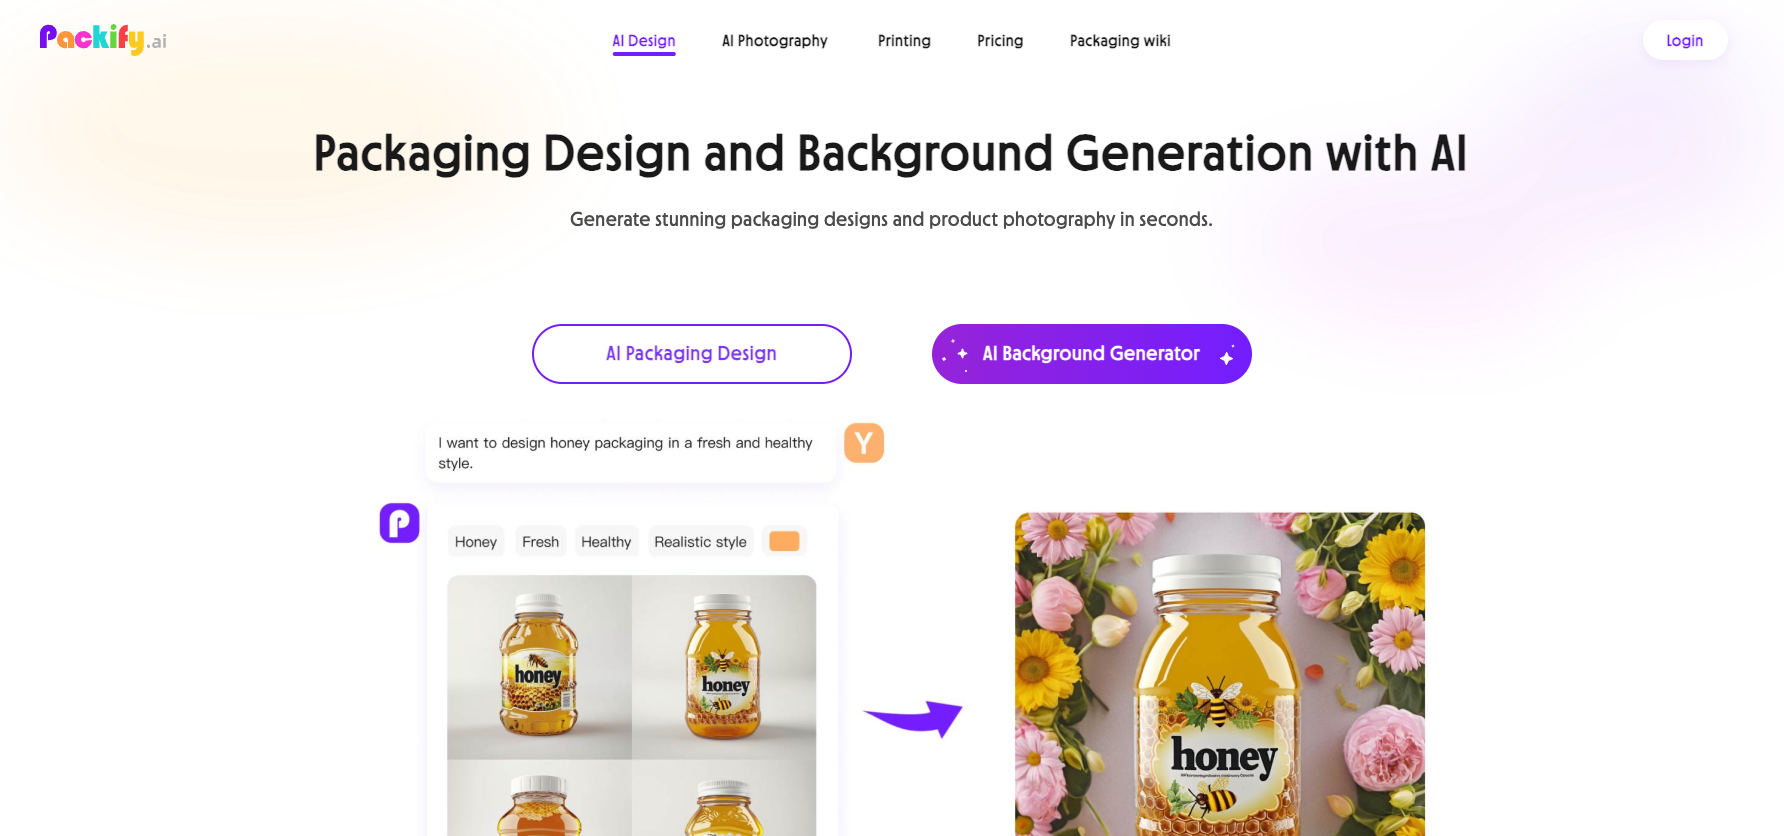 Packify.ai
AI Design
AI Photography
Printing
Pricing
Packaging wiki
Login
Packaging Design and Background Generation with AI
Generate stunning packaging designs and product photography in seconds.
AI Packaging Design
AI Background Generator
I want to design honey packaging in a fresh and healthy
style.
Y
P
Honey
Fresh
Healthy
Realistic style
honey
honey
honey